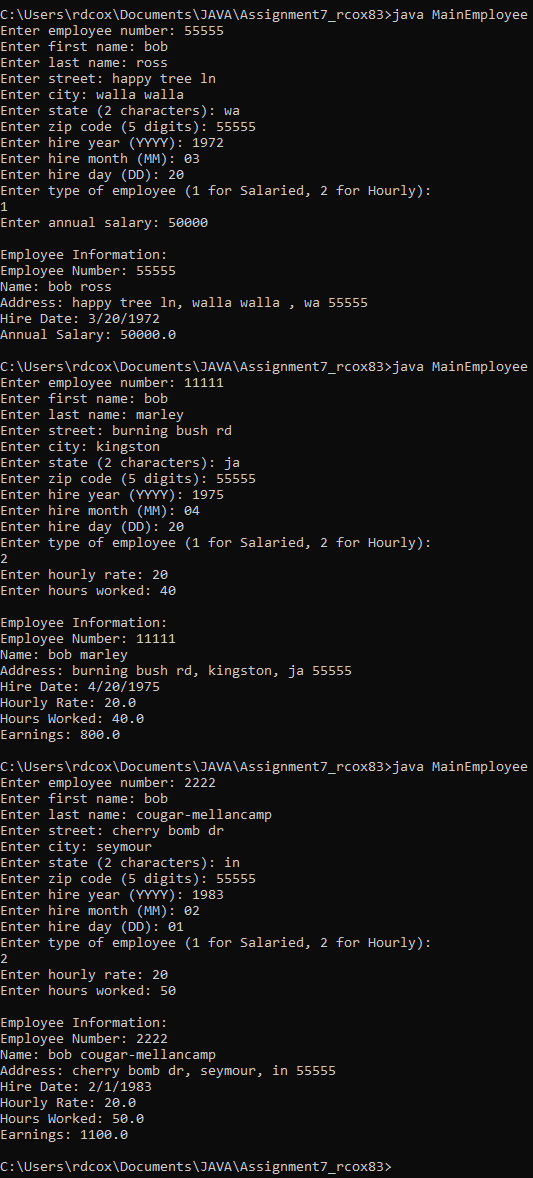 C:\Users\rdcox\Documents\JAVA\Assignment7_rcox83>java MainEmployee
Enter employee number: 55555
Enter first name: bob
Enter last name: ross
Enter street: happy tree ln
Enter city: walla walla
Enter state (2 characters): wa
Enter zip code (5 digits): 55555
Enter hire year (YYYY): 1972
Enter hire month (MM): 03
Enter hire day (DD): 20
Enter type of employee (1 for Salaried, 2 for Hourly):
1
Enter annual salary: 50000

Employee Information:
Employee Number: 55555
Name: bob ross
Address: happy tree ln, walla walla , wa 55555
Hire Date: 3/20/1972
Annual Salary: 50000.0

C:\Users\rdcox\Documents\JAVA\Assignment7_rcox83>java MainEmployee
Enter employee number: 11111
Enter first name: bob
Enter last name: marley
Enter street: burning bush rd
Enter city: kingston
Enter state (2 characters): ja
Enter zip code (5 digits): 55555
Enter hire year (YYYY): 1975
Enter hire month (MM): 04
Enter hire day (DD): 20
Enter type of employee (1 for Salaried, 2 for Hourly):
2
Enter hourly rate: 20
Enter hours worked: 40

Employee Information:
Employee Number: 11111
Name: bob marley
Address: burning bush rd, kingston, ja 55555
Hire Date: 4/20/1975
Hourly Rate: 20.0
Hours Worked: 40.0
Earnings: 800.0

C:\Users\rdcox\Documents\JAVA\Assignment7_rcox83>java MainEmployee
Enter employee number: 2222
Enter first name: bob
Enter last name: cougar-mellancamp
Enter street: cherry bomb dr
Enter city: seymour
Enter state (2 characters): in
Enter zip code (5 digits): 55555
Enter hire year (YYYY): 1983
Enter hire month (MM): 02
Enter hire day (DD): 01
Enter type of employee (1 for Salaried, 2 for Hourly):
2
Enter hourly rate: 20
Enter hours worked: 50

Employee Information:
Employee Number: 2222
Name: bob cougar-mellancamp
Address: cherry bomb dr, seymour, in 55555
Hire Date: 2/1/1983
Hourly Rate: 20.0
Hours Worked: 50.0
Earnings: 1100.0

C:\Users\rdcox\Documents\JAVA\Assignment7_rcox83>